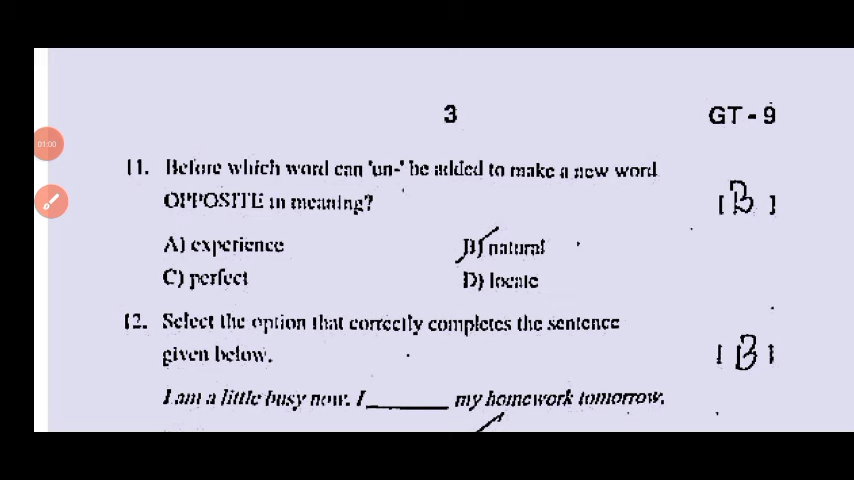 3 GT - 9
01:00
11. Before which word can 'un-' be added to make a new word
OPPOSITE in meaning? [ B ]
A) experience B) natural
C) perfect D) locate
12. Select the option that correctly completes the sentence
given below. [ B ]
I am a little busy now. I ________ my homework tomorrow.